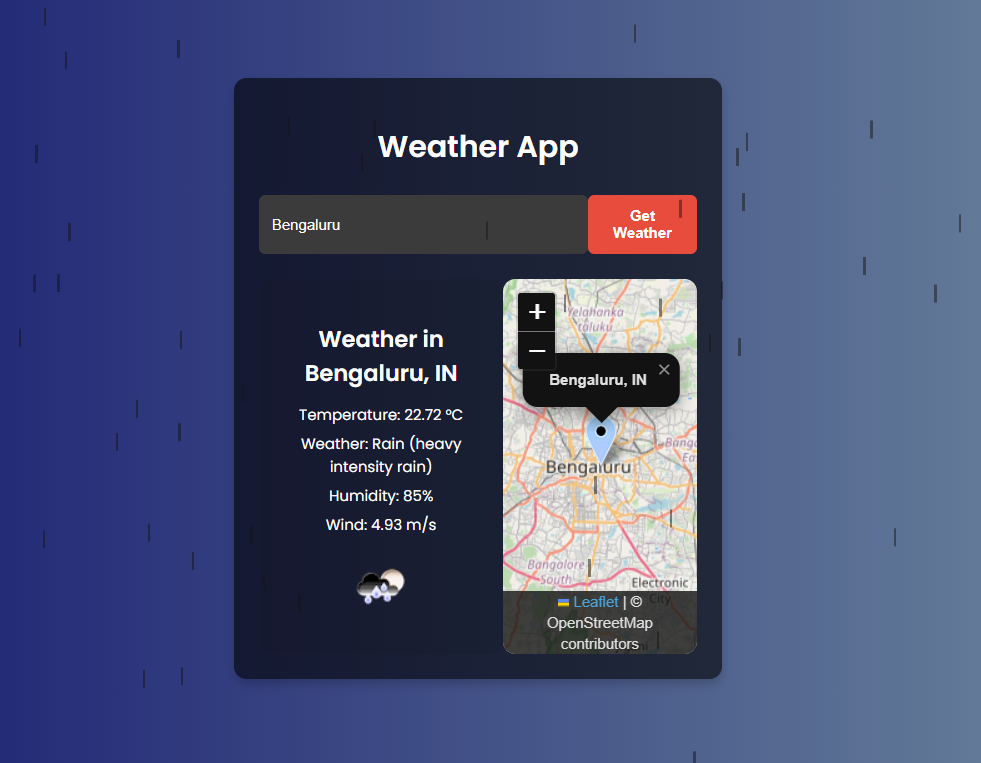 Weather App
Bengaluru
Get
Weather
Weather in
Bengaluru, IN
Temperature: 22.72 °C
Weather: Rain (heavy
intensity rain)
Humidity: 85%
Wind: 4.93 m/s
+
−
Yelahanka
taluku
Bengaluru, IN
×
Bengaluru
Banga
Ea
Bangalore
South
Electronic
City
Leaflet | ©
OpenStreetMap
contributors